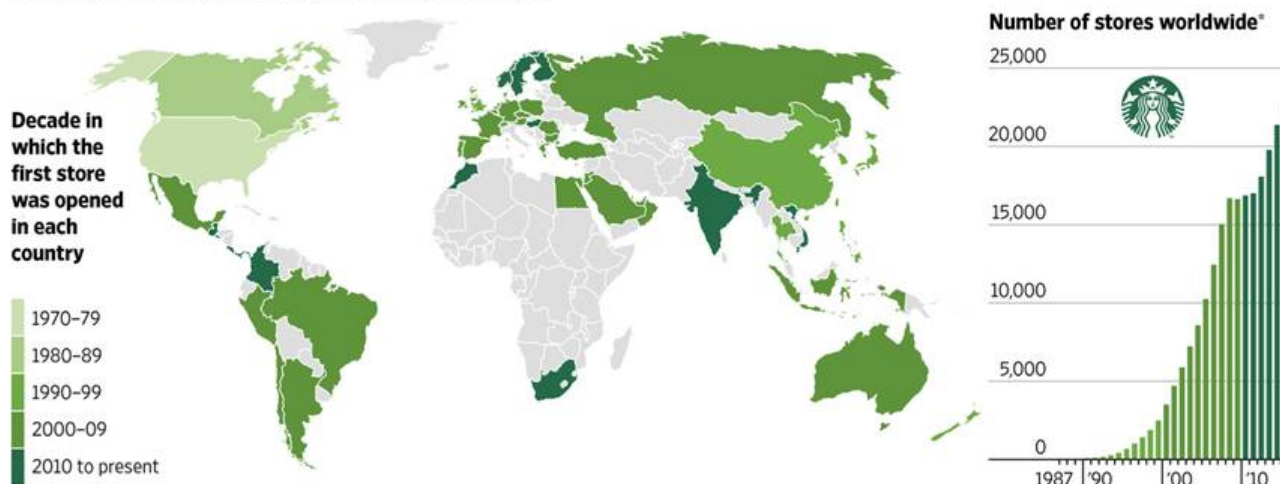 Decade in
which the
first store
was opened
in each
country
1970–79
1980–89
1990–99
2000–09
2010 to present
Number of stores worldwide*
25,000
20,000
15,000
10,000
5,000
0
1987 '90 '00 '10